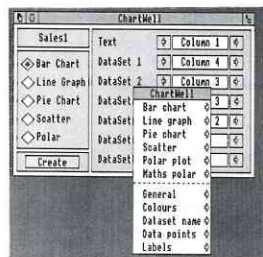 ChartWell
Sales1
Bar Chart
Line Graph
Pie Chart
Scatter
Polar
Create
Text Column 1
DataSet 1 Column 4
DataSet 2 Column 3
DataSet 3
DataSet 2
DataSet
DataSet
ChartWell
Bar chart
Line graph
Pie chart
Scatter
Polar plot
Maths polar
General
Colours
Dataset name
Data points
Labels